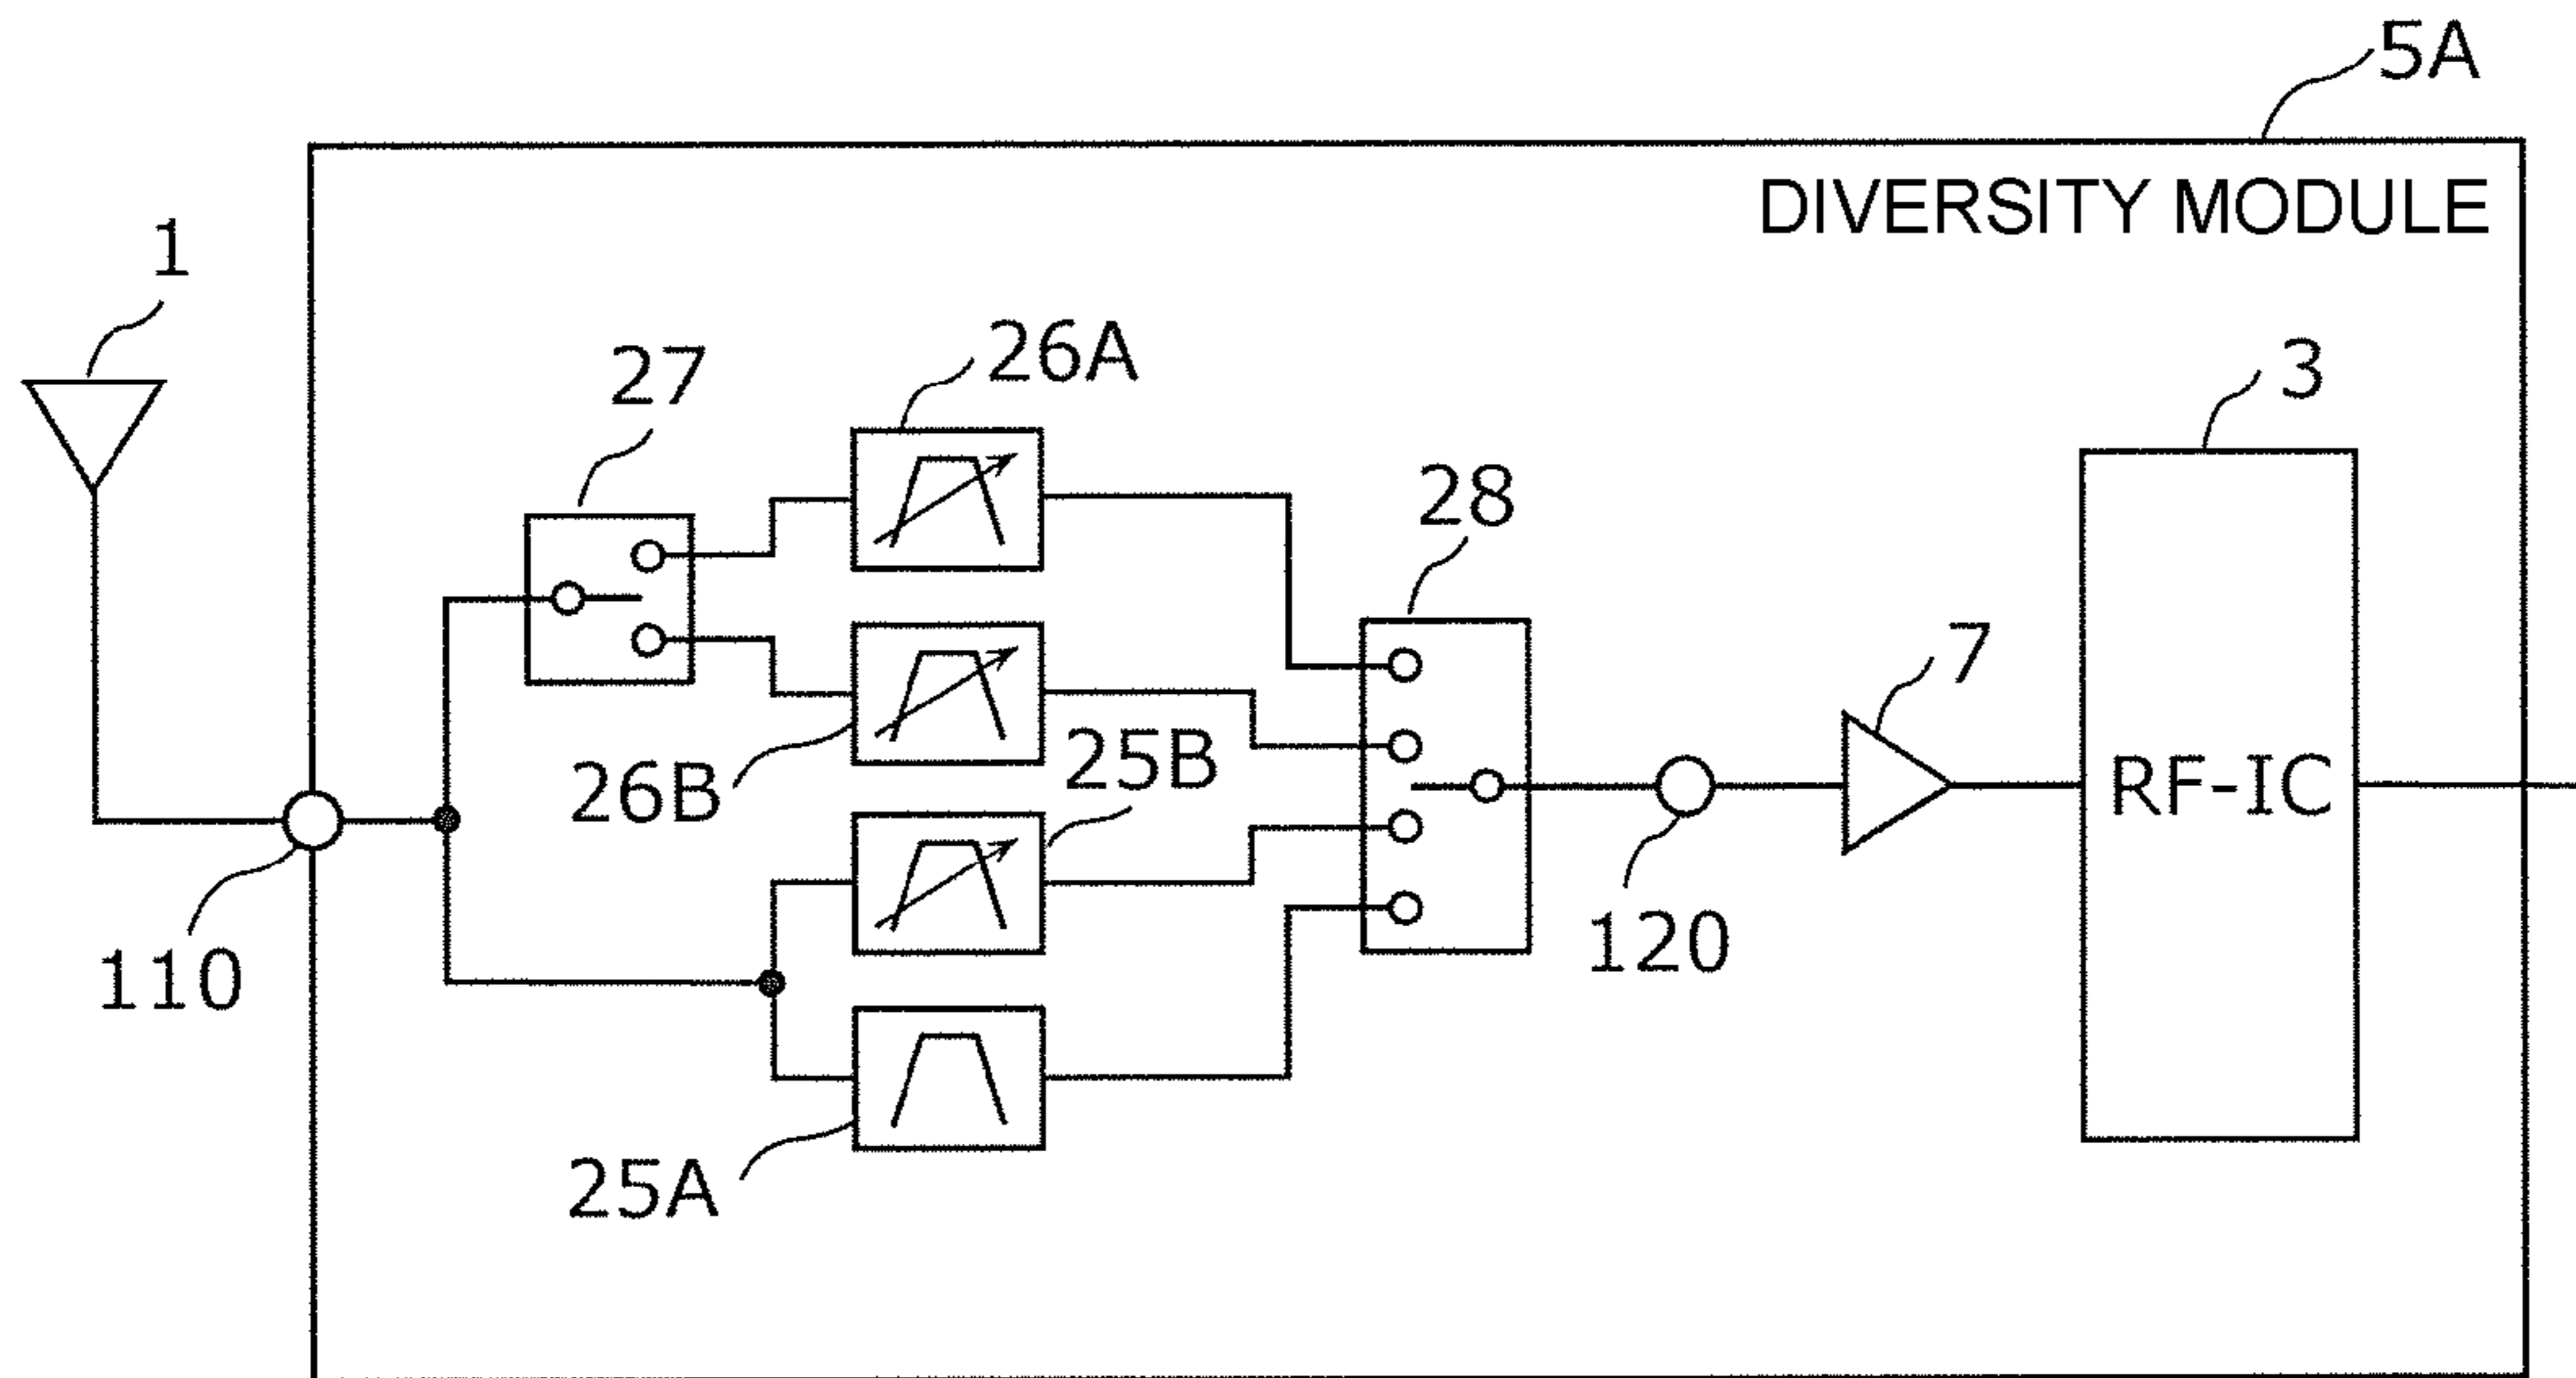 5A
DIVERSITY MODULE
1
27
26A
3
28
7
26B
25B
RF-IC
110
120
25A